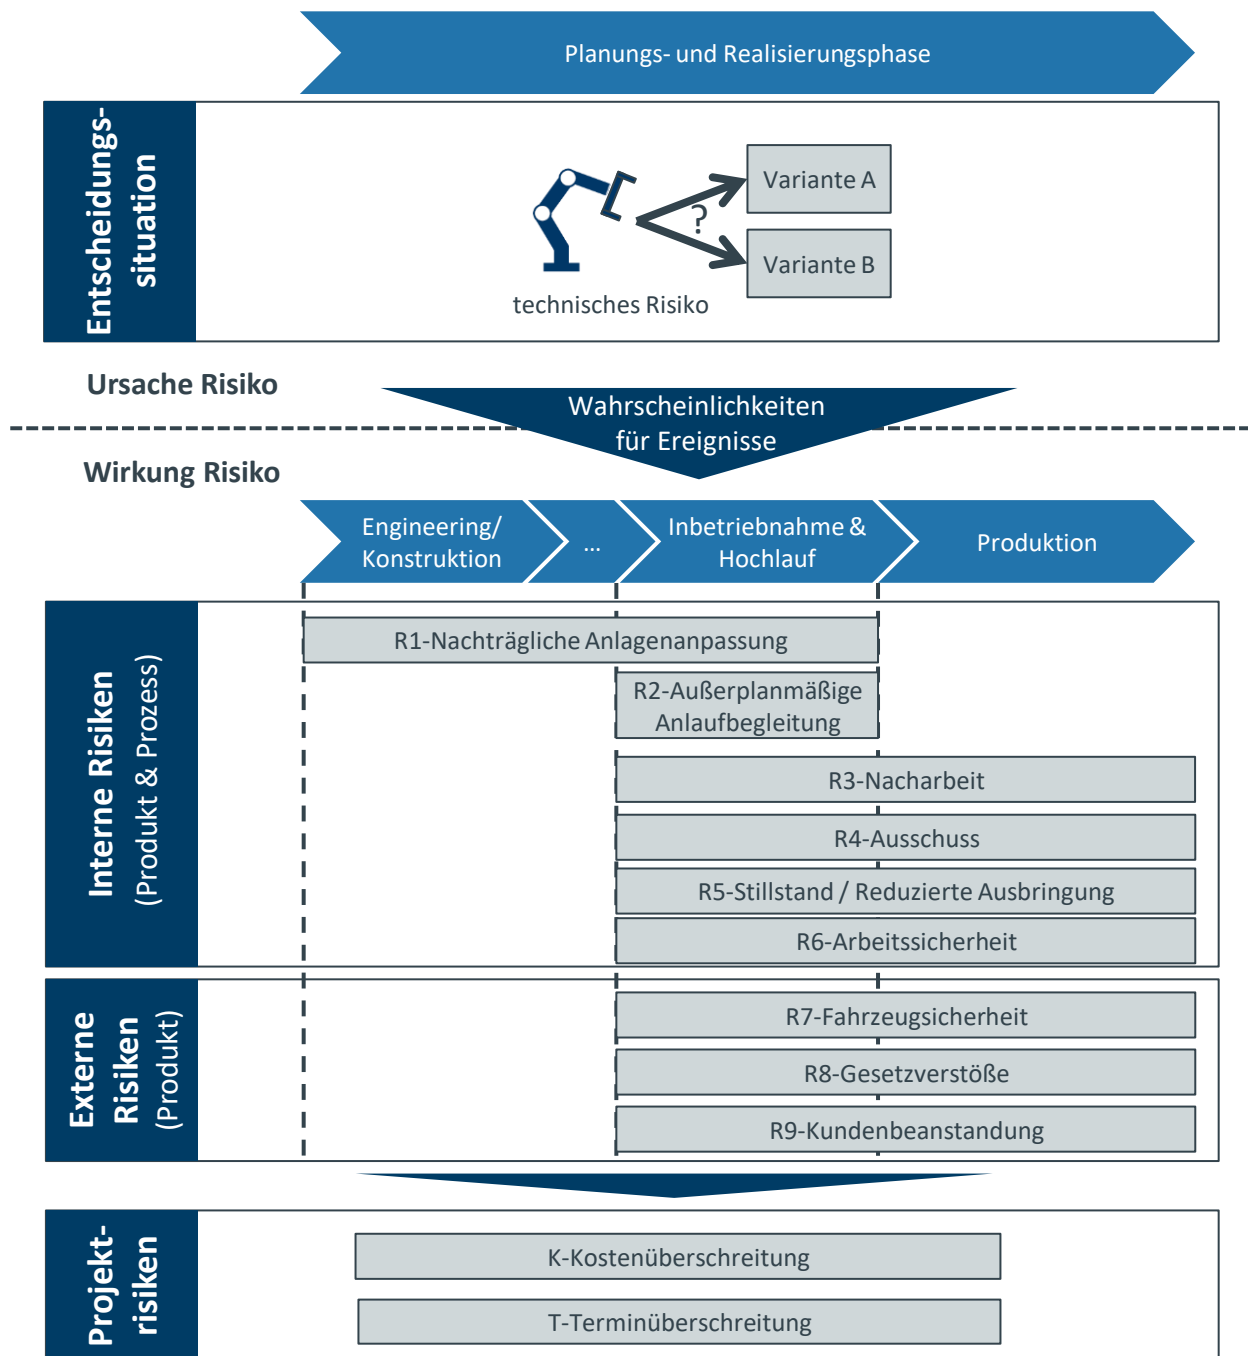 Planungs- und Realisierungsphase
Entscheidungs-
situation
Variante A
?
Variante B
technisches Risiko
Ursache Risiko
Wahrscheinlichkeiten
für Ereignisse
Wirkung Risiko
Engineering/
Konstruktion
...
Inbetriebnahme &
Hochlauf
Produktion
Interne Risiken
(Produkt & Prozess)
R1-Nachträgliche Anlagenanpassung
R2-Außerplanmäßige
Anlaufbegleitung
R3-Nacharbeit
R4-Ausschuss
R5-Stillstand / Reduzierte Ausbringung
R6-Arbeitssicherheit
Externe
Risiken
(Produkt)
R7-Fahrzeugsicherheit
R8-Gesetzverstöße
R9-Kundenbeanstandung
Projekt-
risiken
K-Kostenüberschreitung
T-Terminüberschreitung